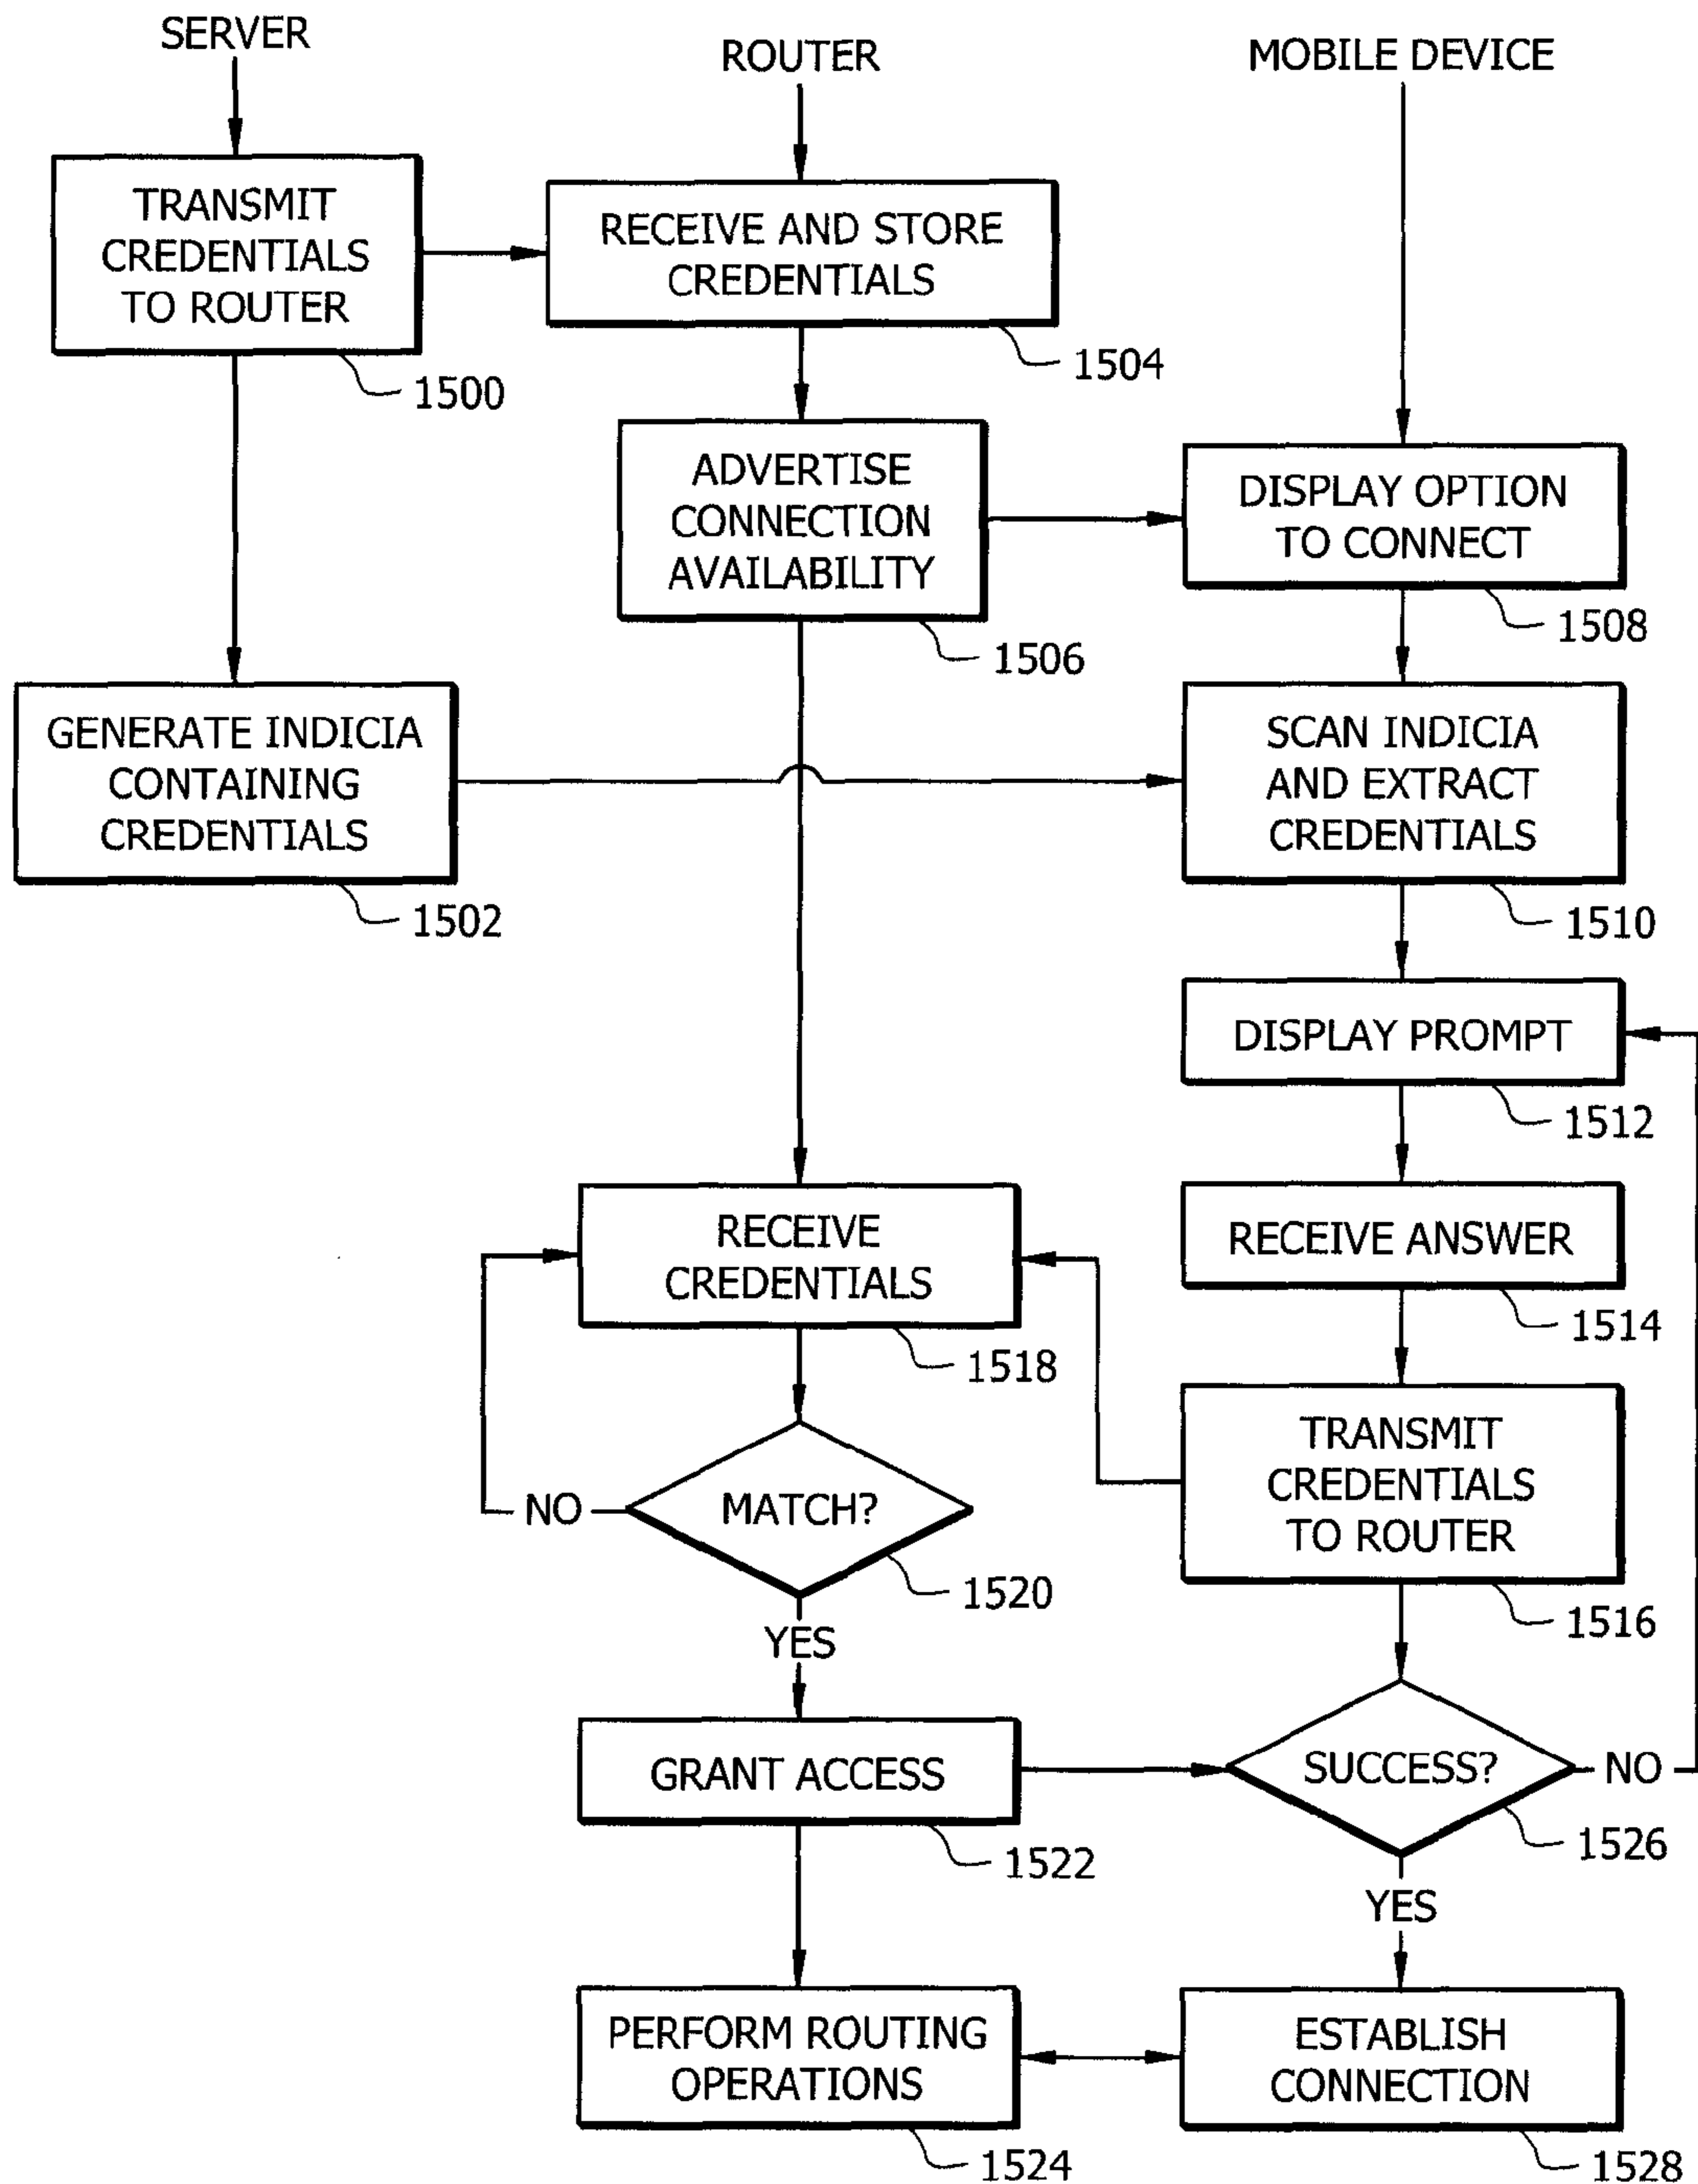 SERVER
ROUTER
MOBILE DEVICE
TRANSMIT
CREDENTIALS
TO ROUTER
1500
RECEIVE AND STORE
CREDENTIALS
1504
ADVERTISE
CONNECTION
AVAILABILITY
1506
DISPLAY OPTION
TO CONNECT
1508
GENERATE INDICIA
CONTAINING
CREDENTIALS
1502
SCAN INDICIA
AND EXTRACT
CREDENTIALS
1510
DISPLAY PROMPT
1512
RECEIVE
CREDENTIALS
1518
RECEIVE ANSWER
1514
MATCH?
NO
1520
YES
TRANSMIT
CREDENTIALS
TO ROUTER
1516
GRANT ACCESS
1522
SUCCESS?
NO
1526
YES
PERFORM ROUTING
OPERATIONS
1524
ESTABLISH
CONNECTION
1528